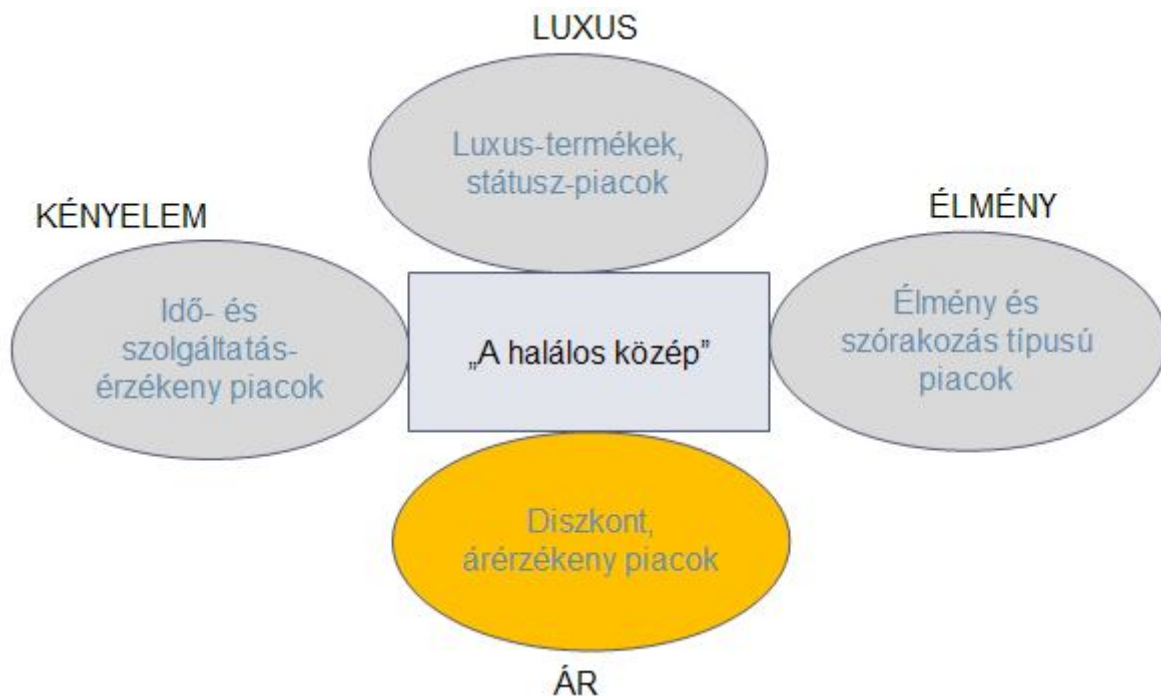 LUXUS
Luxus-termékek,
státusz-piacok
KÉNYELEM
Idő- és
szolgáltatás-
érzékeny piacok
„A halálos közép”
ÉLMÉNY
Élmény és
szórakozás típusú
piacok
Diszkont,
árérzékeny piacok
ÁR